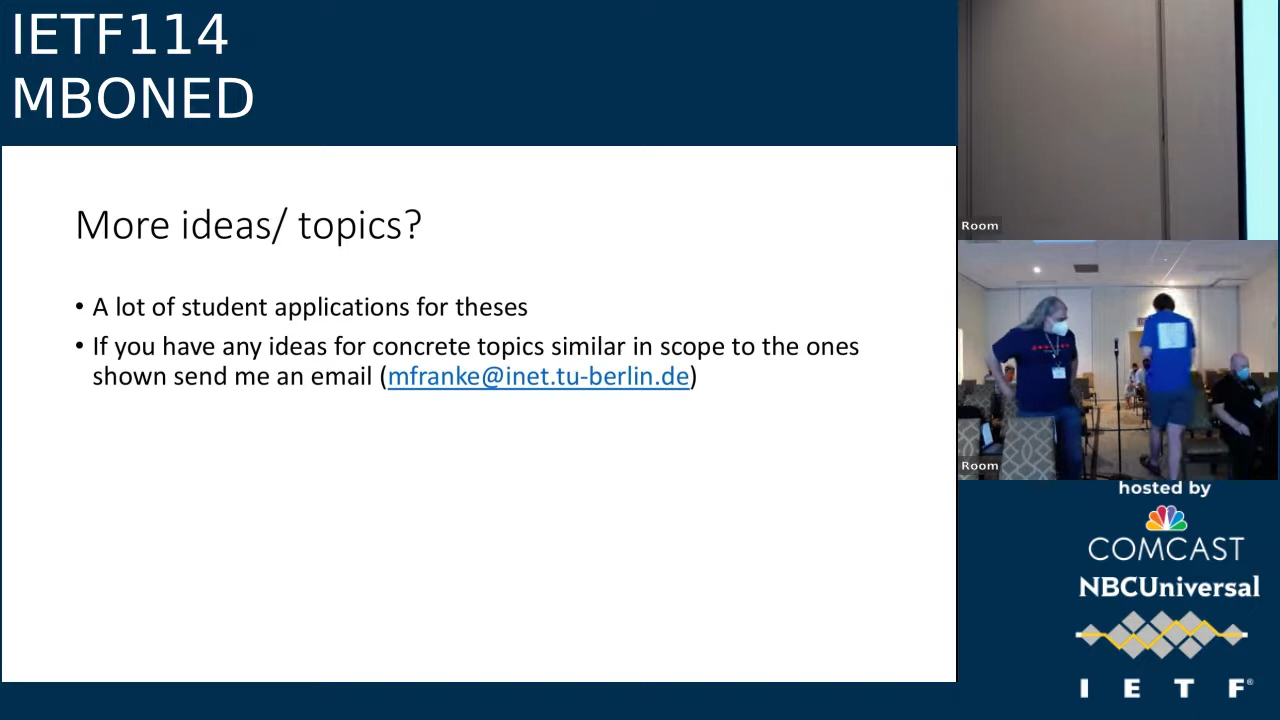 IETF114
MBONED
More ideas/ topics?
• A lot of student applications for theses
• If you have any ideas for concrete topics similar in scope to the ones
shown send me an email (mfranke@inet.tu-berlin.de)
Room
Room
hosted by
COMCAST
NBCUniversal
I E T F®